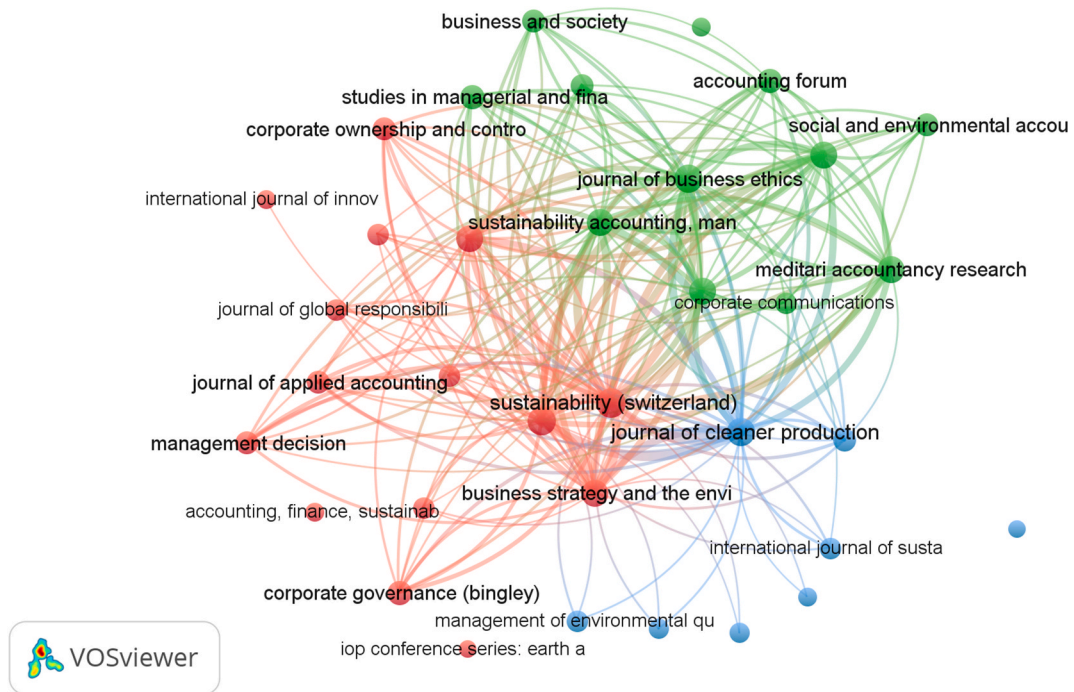 business and society
accounting forum
studies in managerial and fina
corporate ownership and contro
social and environmental accou
journal of business ethics
international journal of innov
sustainability accounting, man
meditari accountancy research
corporate communications
journal of global responsibili
journal of applied accounting
sustainability (switzerland)
journal of cleaner production
management decision
business strategy and the envi
accounting, finance, sustainab
international journal of susta
corporate governance (bingley)
management of environmental qu
iop conference series: earth a
VOSviewer